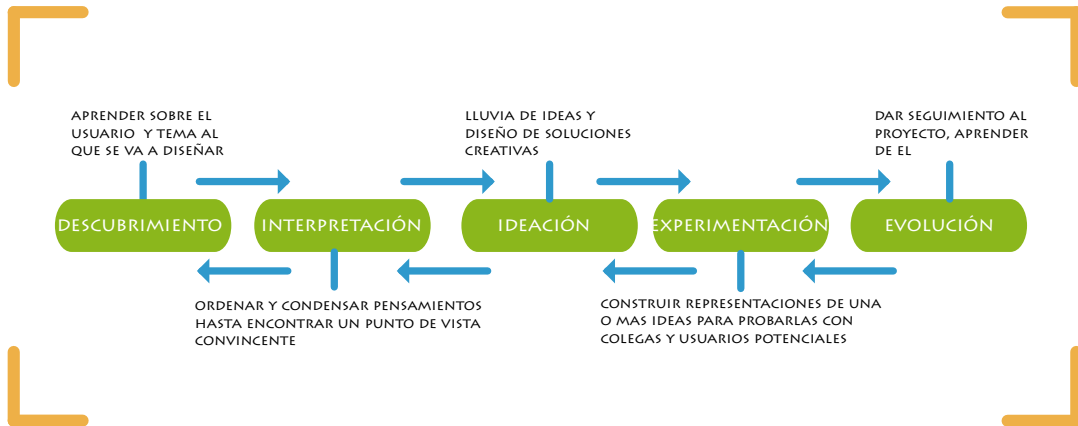 APRENDER SOBRE EL
USUARIO Y TEMA AL
QUE SE VA A DISEÑAR
LLUVIA DE IDEAS Y
DISEÑO DE SOLUCIONES
CREATIVAS
DAR SEGUIMIENTO AL
PROYECTO, APRENDER
DE EL
DESCUBRIMIENTO
INTERPRETACIÓN
IDEACIÓN
EXPERIMENTACIÓN
EVOLUCIÓN
ORDENAR Y CONDENSAR PENSAMIENTOS
HASTA ENCONTRAR UN PUNTO DE VISTA
CONVINCENTE
CONSTRUIR REPRESENTACIONES DE UNA
O MAS IDEAS PARA PROBARLAS CON
COLEGAS Y USUARIOS POTENCIALES